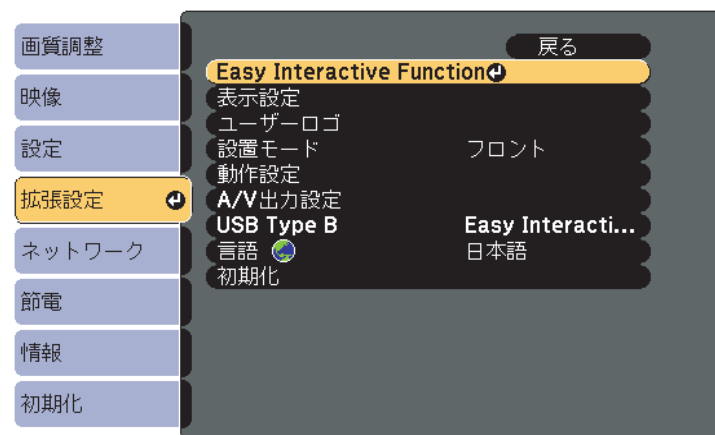 画質調整
映像
設定
拡張設定
ネットワーク
節電
情報
初期化
戻る
Easy Interactive Function
表示設定
ユーザーロゴ
設置モード フロント
動作設定
A/V出力設定
USB Type B Easy Interacti...
言語 日本語
初期化